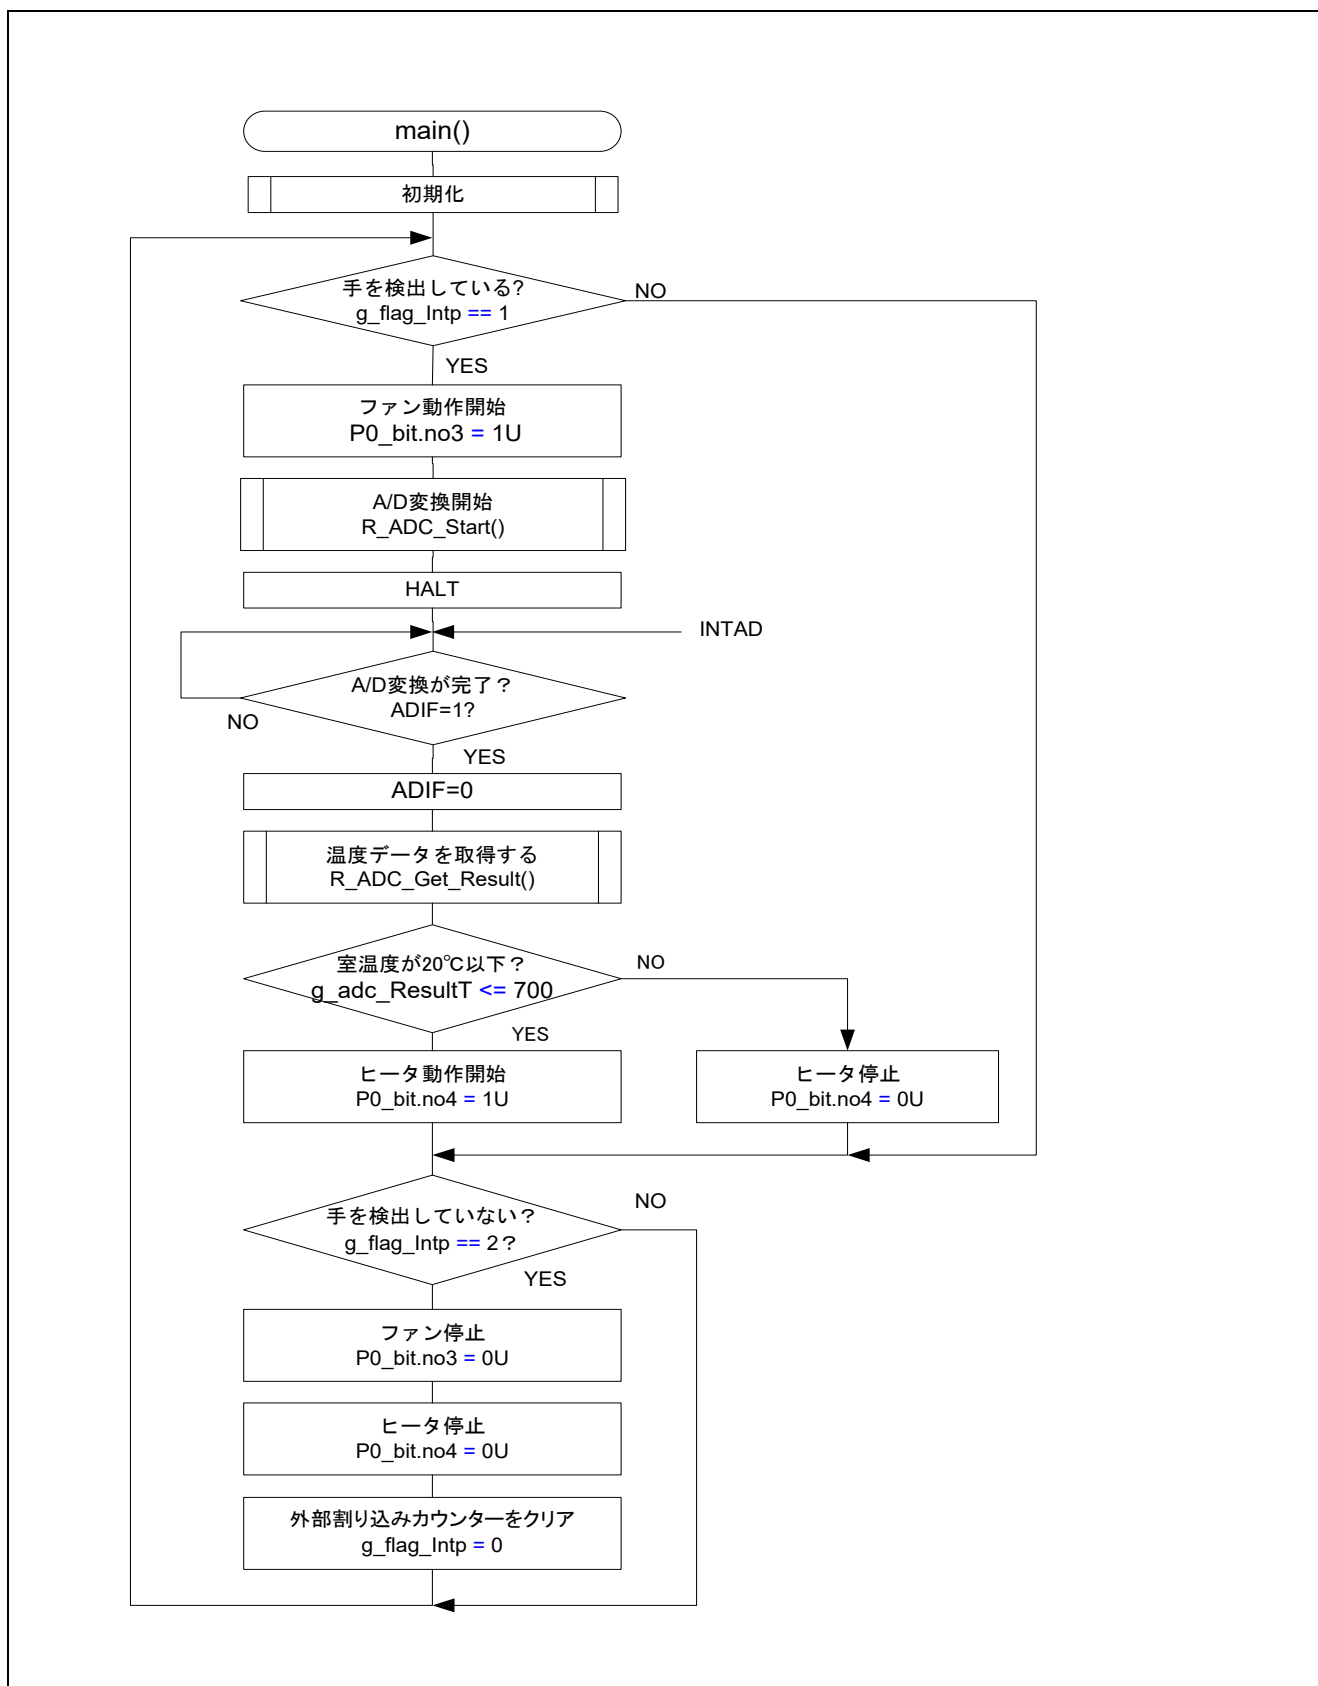 main()
初期化
手を検出している?
g_flag_Intp == 1
NO
YES
ファン動作開始
P0_bit.no3 = 1U
A/D変換開始
R_ADC_Start()
HALT
INTAD
A/D変換が完了？
ADIF=1?
NO
YES
ADIF=0
温度データを取得する
R_ADC_Get_Result()
室温度が20℃以下？
g_adc_ResultT <= 700
NO
YES
ヒータ動作開始
P0_bit.no4 = 1U
ヒータ停止
P0_bit.no4 = 0U
手を検出していない？
g_flag_Intp == 2？
NO
YES
ファン停止
P0_bit.no3 = 0U
ヒータ停止
P0_bit.no4 = 0U
外部割り込みカウンターをクリア
g_flag_Intp = 0